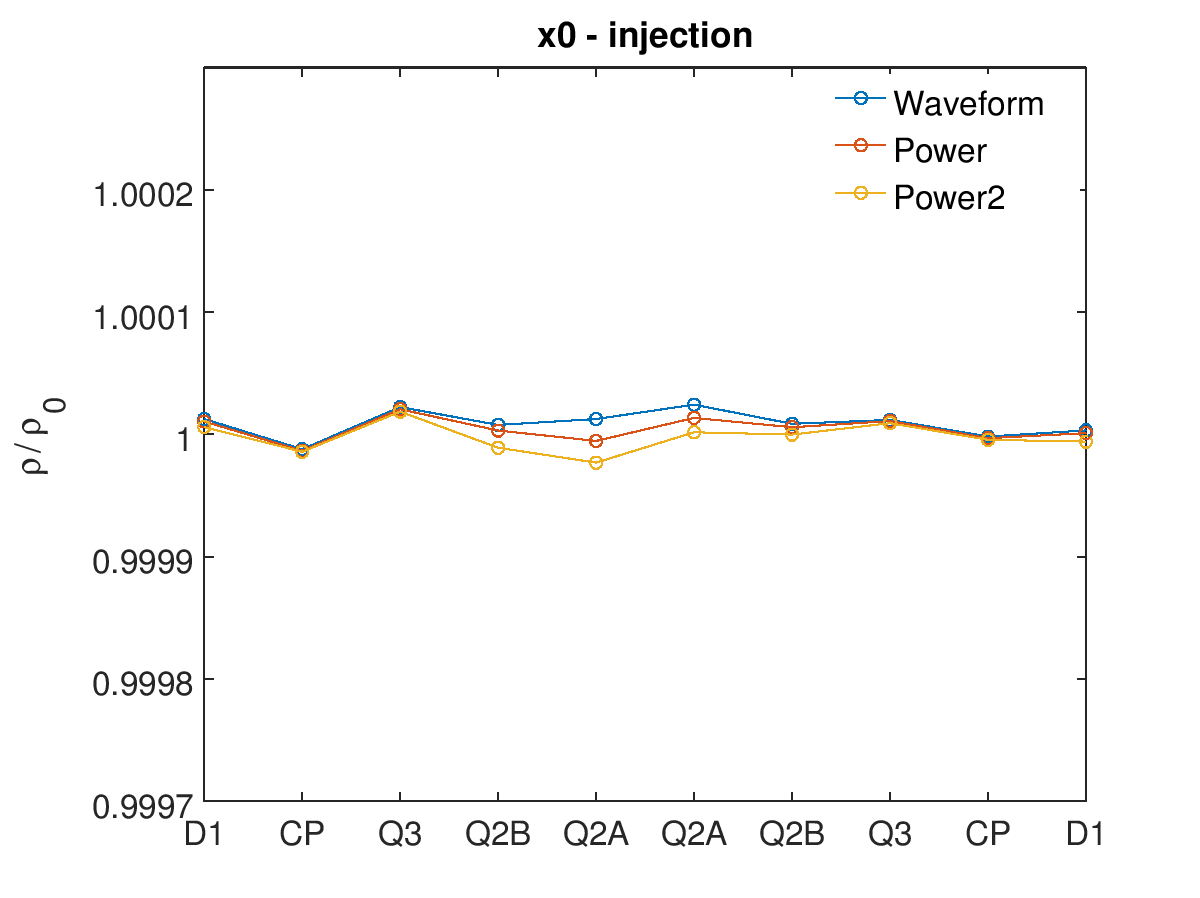 x0 - injection
Waveform
Power
Power2
1.0002
1.0001
1
0.9999
0.9998
0.9997
ρ/ρ0
D1 CP Q3 Q2B Q2A Q2A Q2B Q3 CP D1